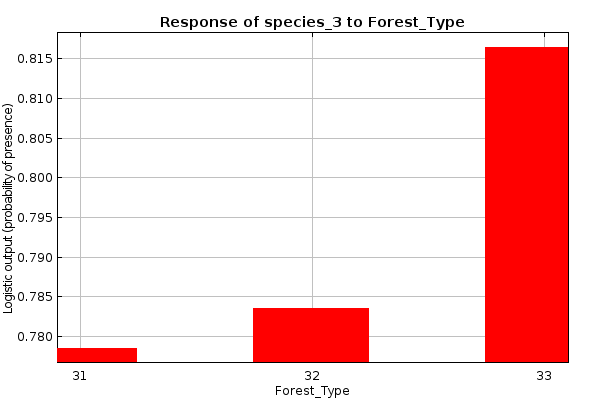 Response of species_3 to Forest_Type
Logistic output (probability of presence)
0.815
0.810
0.805
0.800
0.795
0.790
0.785
0.780
31 32 33
Forest_Type